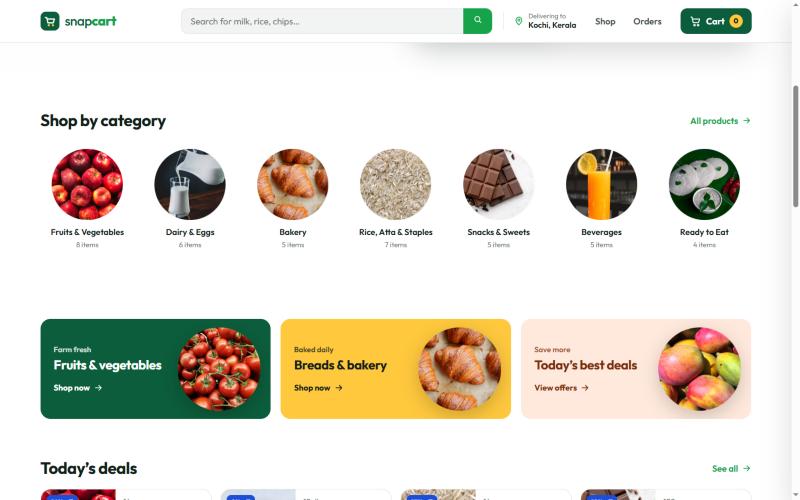 snapcart
Search for milk, rice, chips...
Delivering to
Kochi, Kerala
Shop
Orders
Cart
0
Shop by category
All products →
Fruits & Vegetables
8 items
Dairy & Eggs
6 items
Bakery
5 items
Rice, Atta & Staples
7 items
Snacks & Sweets
5 items
Beverages
5 items
Ready to Eat
4 items
Farm fresh
Fruits & vegetables
Shop now →
Baked daily
Breads & bakery
Shop now →
Save more
Today's best deals
View offers →
Today's deals
See all →